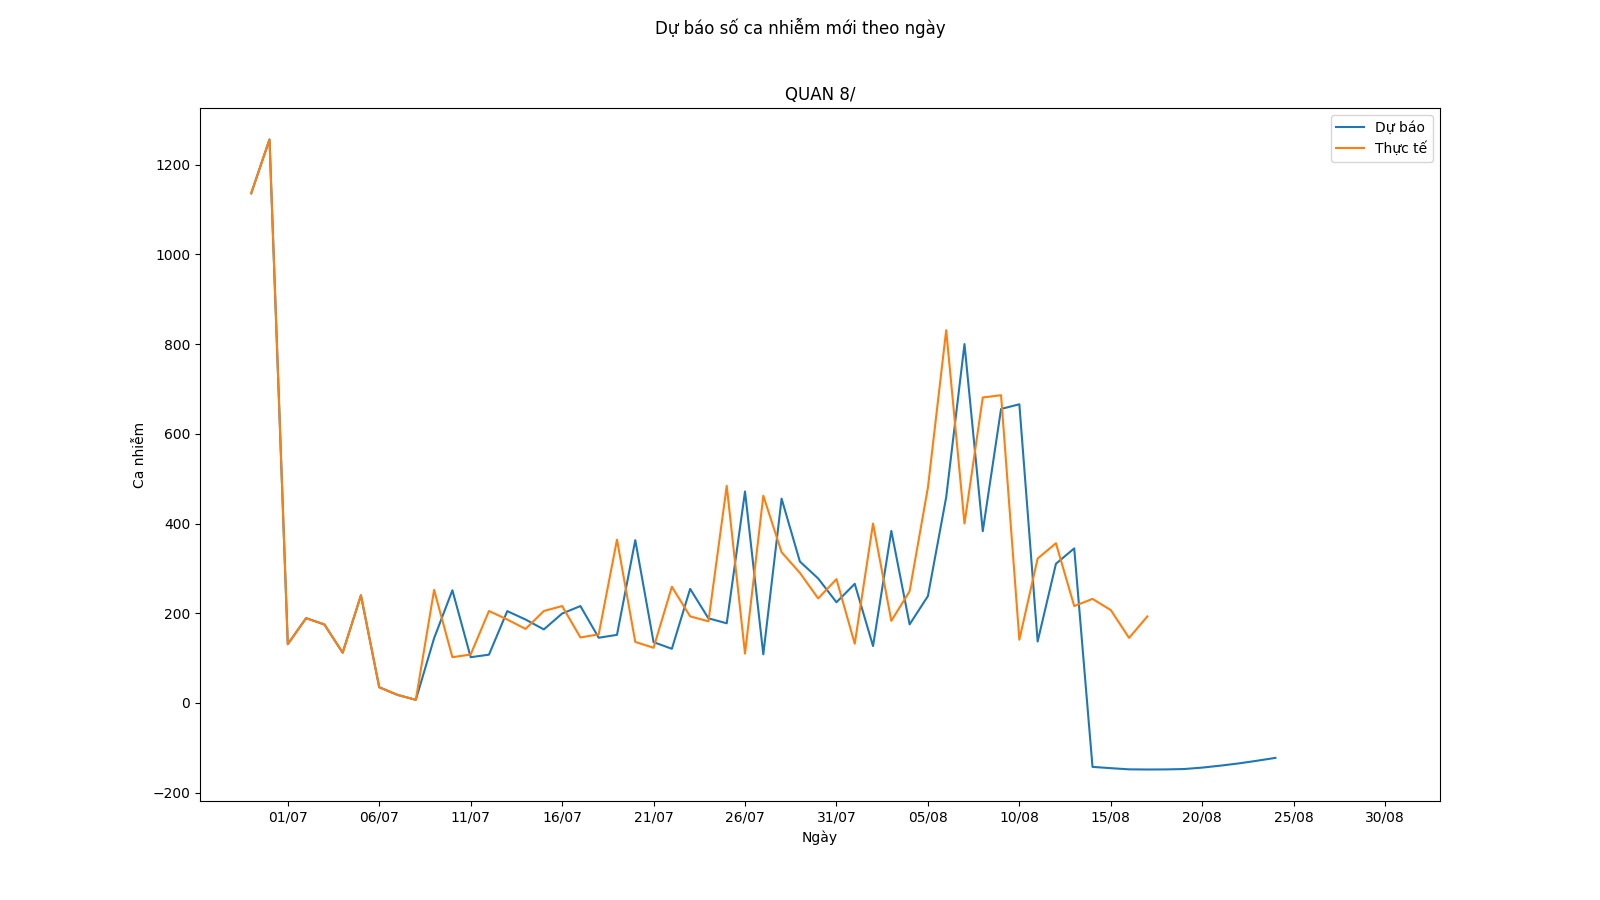 Dự báo số ca nhiễm mới theo ngày
QUAN 8/
Dự báo
Thực tế
1200
1000
800
600
400
200
0
−200
Ca nhiễm
01/07 06/07 11/07 16/07 21/07 26/07 31/07 05/08 10/08 15/08 20/08 25/08 30/08
Ngày